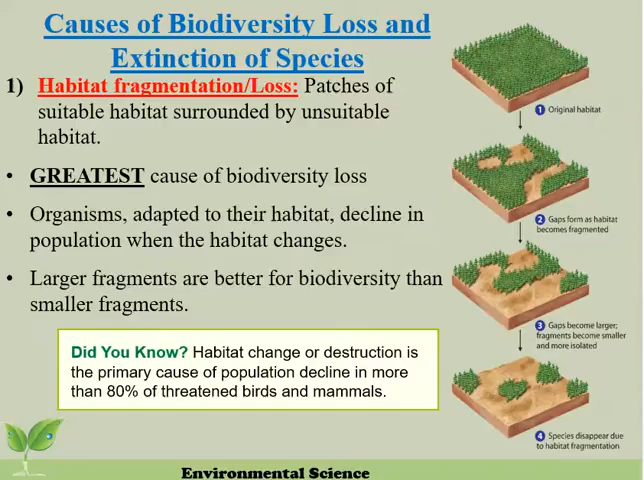 Causes of Biodiversity Loss and
Extinction of Species
1) Habitat fragmentation/Loss: Patches of
suitable habitat surrounded by unsuitable
habitat.
• GREATEST cause of biodiversity loss
• Organisms, adapted to their habitat, decline in
population when the habitat changes.
• Larger fragments are better for biodiversity than
smaller fragments.
Did You Know? Habitat change or destruction is
the primary cause of population decline in more
than 80% of threatened birds and mammals.
1 Original habitat
2 Gaps form as habitat
becomes fragmented
3 Gaps become larger;
fragments become smaller
and more isolated
4 Species disappear due
to habitat fragmentation
Environmental Science